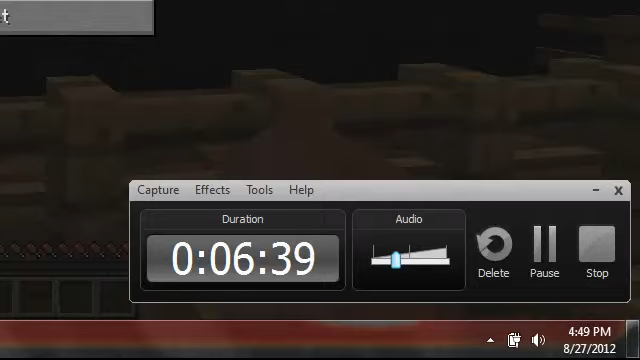 t
Capture Effects Tools Help
Duration Audio
0:06:39
Delete Pause Stop
4:49 PM
8/27/2012